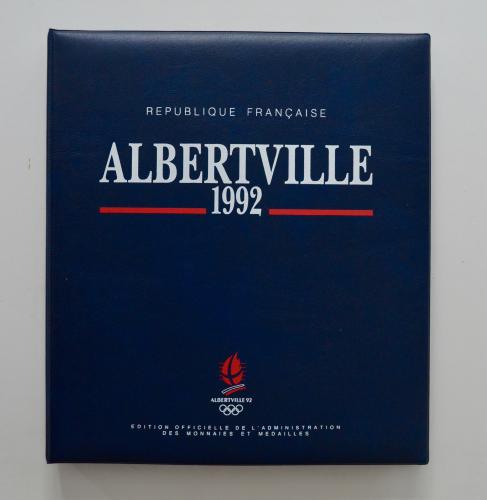 REPUBLIQUE FRANÇAISE
ALBERTVILLE
1992
ALBERTVILLE 92
EDITION OFFICIELLE DE L'ADMINISTRATION
DES MONNAIES ET MEDAILLES